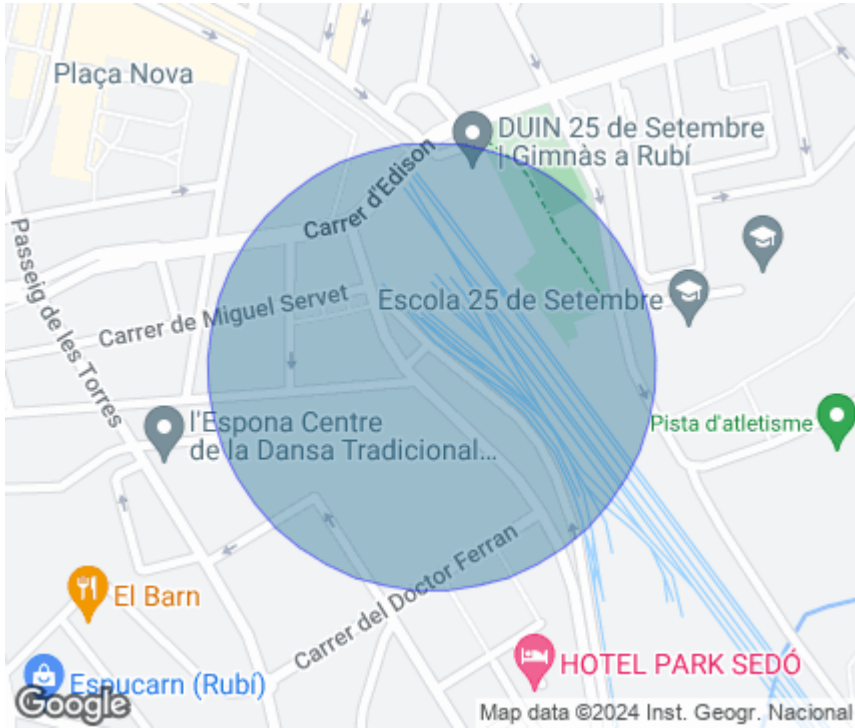 Plaça Nova
DUIN 25 de Setembre
| Gimnàs a Rubí
Carrer d'Edison
Passeig de les Torres
Carrer de Miguel Servet
Escola 25 de Setembre
l'Espona Centre
de la Dansa Tradicional...
Pista d'atletisme
Carrer del Doctor Ferran
El Barn
HOTEL PARK SEDÓ
Espucarn (Rubí)
Google
Map data ©2024 Inst. Geogr. Nacional